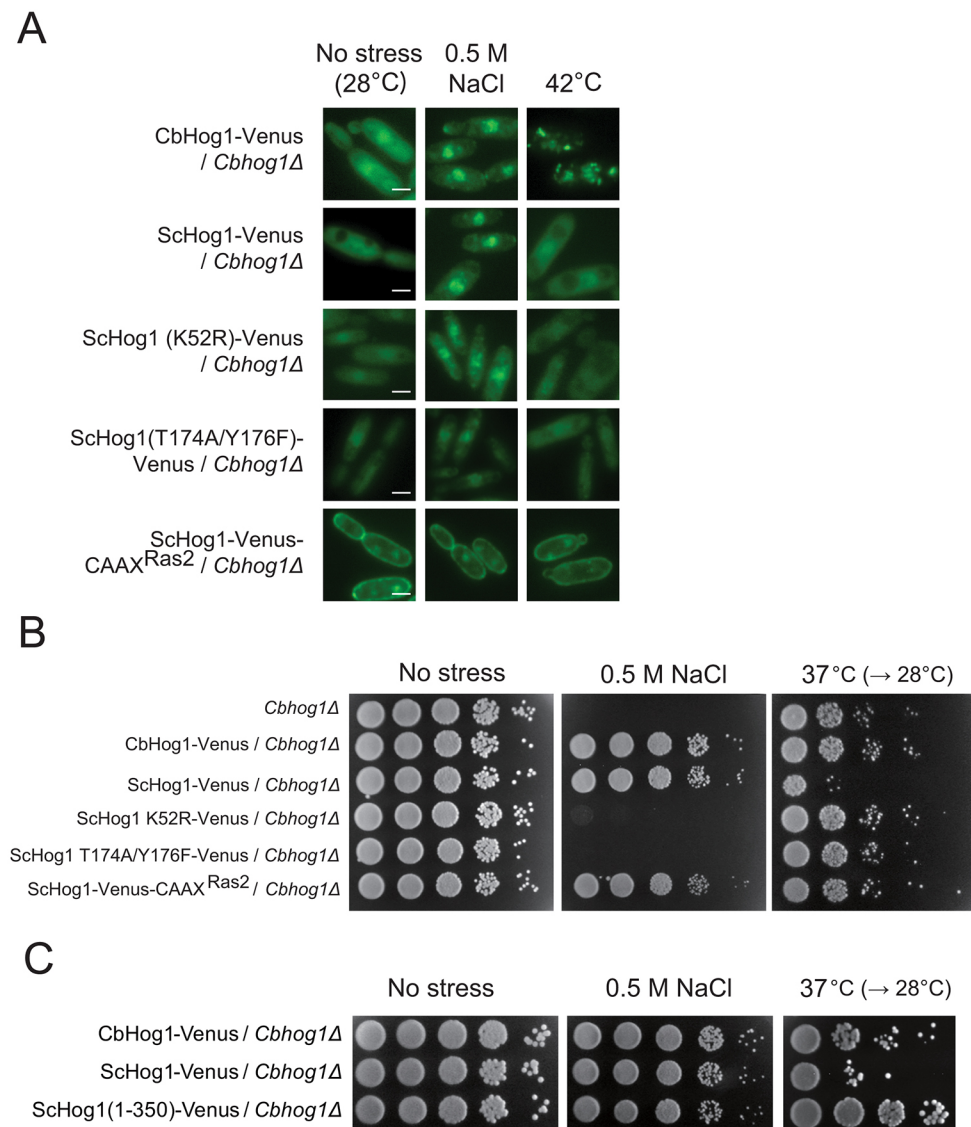 A
No stress
(28°C)
0.5 M
NaCl
42°C
CbHog1-Venus
/ Cbhog1Δ
ScHog1-Venus
/ Cbhog1Δ
ScHog1 (K52R)-Venus
/ Cbhog1Δ
ScHog1(T174A/Y176F)-
Venus / Cbhog1Δ
ScHog1-Venus-
CAAXRas2 / Cbhog1Δ
B
No stress
0.5 M NaCl
37°C (→ 28°C)
Cbhog1Δ
CbHog1-Venus / Cbhog1Δ
ScHog1-Venus / Cbhog1Δ
ScHog1 K52R-Venus / Cbhog1Δ
ScHog1 T174A/Y176F-Venus / Cbhog1Δ
ScHog1-Venus-CAAX Ras2 / Cbhog1Δ
C
No stress
0.5 M NaCl
37°C (→ 28°C)
CbHog1-Venus / Cbhog1Δ
ScHog1-Venus / Cbhog1Δ
ScHog1(1-350)-Venus / Cbhog1Δ